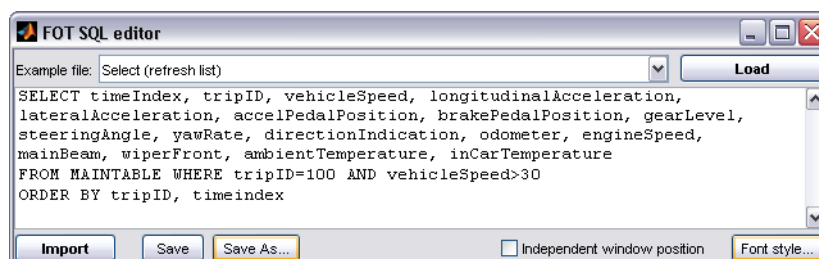 FOT SQL editor
Example file: Select (refresh list) Load
SELECT timeIndex, tripID, vehicleSpeed, longitudinalAcceleration,
lateralAcceleration, accelPedalPosition, brakePedalPosition, gearLevel,
steeringAngle, yawRate, directionIndication, odometer, engineSpeed,
mainBeam, wiperFront, ambientTemperature, inCarTemperature
FROM MAINTABLE WHERE tripID=100 AND vehicleSpeed>30
ORDER BY tripID, timeindex
Import Save Save As... Independent window position Font style...